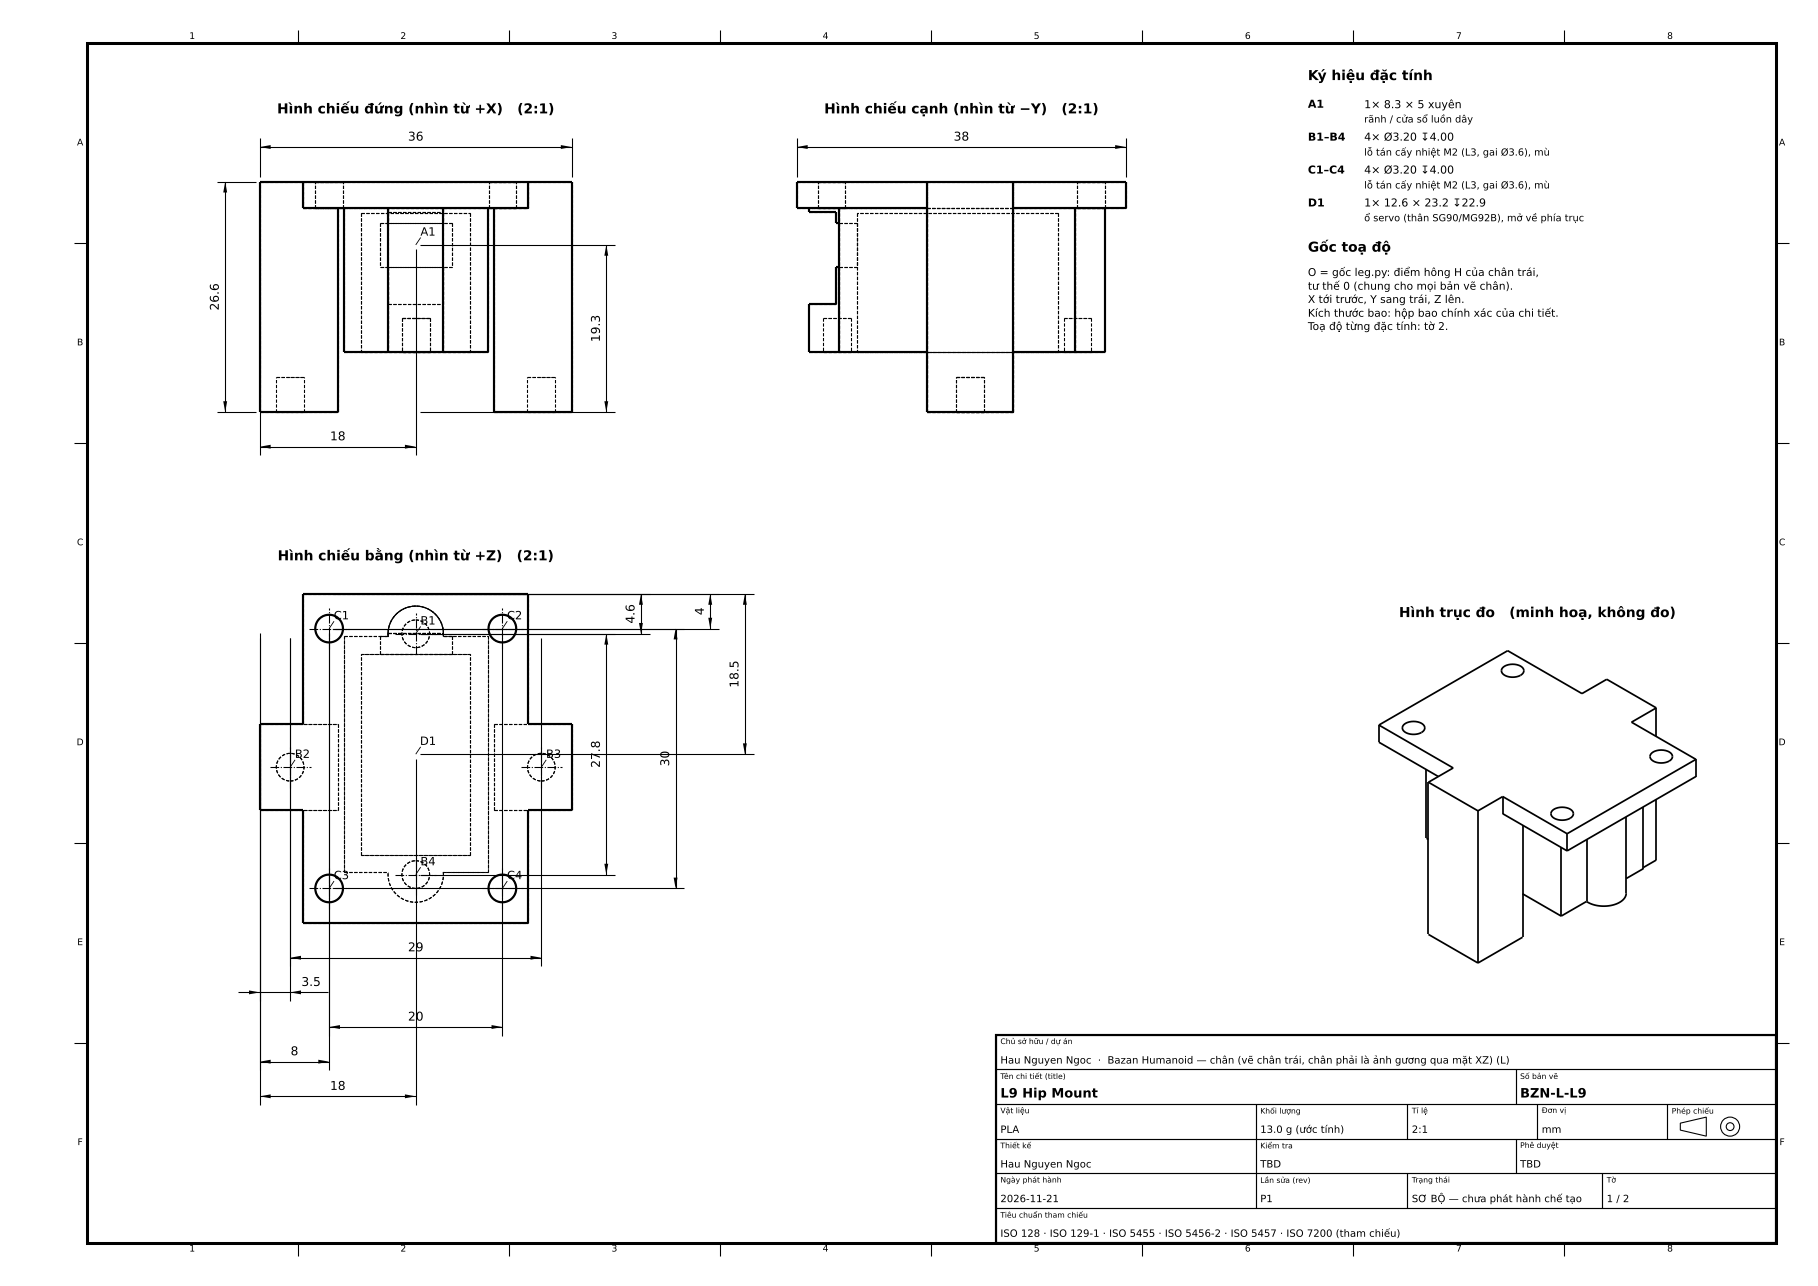 1 2 3 4 5 6 7 8
A
B
C
D
E
F
A
B
C
D
F
Hình chiếu đứng (nhìn từ +X) (2:1)
36
26.6
A1
19.3
18
Hình chiếu cạnh (nhìn từ −Y) (2:1)
38
Ký hiệu đặc tính
A1 1× 8.3 × 5 xuyên
rãnh / cửa sổ luồn dây
B1–B4 4× Ø3.20 ↧4.00
lỗ tán cấy nhiệt M2 (L3, gai Ø3.6), mù
C1–C4 4× Ø3.20 ↧4.00
lỗ tán cấy nhiệt M2 (L3, gai Ø3.6), mù
D1 1× 12.6 × 23.2 ↧22.9
ổ servo (thân SG90/MG92B), mở về phía trục
Gốc toạ độ
O = gốc leg.py: điểm hông H của chân trái,
tư thế 0 (chung cho mọi bản vẽ chân).
X tới trước, Y sang trái, Z lên.
Kích thước bao: hộp bao chính xác của chi tiết.
Toạ độ từng đặc tính: tờ 2.
Hình chiếu bằng (nhìn từ +Z) (2:1)
C1 B1 C2
4.6 4
18.5
D1
B2 B3
27.8 30
B4
C3 C4
29
3.5
20
8
18
Hình trục đo (minh hoạ, không đo)
Chủ sở hữu / dự án
Hau Nguyen Ngoc · Bazan Humanoid — chân (vẽ chân trái, chân phải là ảnh gương qua mặt XZ) (L)
Tên chi tiết (title) Số bản vẽ
L9 Hip Mount BZN-L-L9
Vật liệu Khối lượng Tỉ lệ Đơn vị Phép chiếu
PLA 13.0 g (ước tính) 2:1 mm
Thiết kế Kiểm tra Phê duyệt
Hau Nguyen Ngoc TBD TBD
Ngày phát hành Lần sửa (rev) Trạng thái Tờ
2026-11-21 P1 SƠ BỘ — chưa phát hành chế tạo 1 / 2
Tiêu chuẩn tham chiếu
ISO 128 · ISO 129-1 · ISO 5455 · ISO 5456-2 · ISO 5457 · ISO 7200 (tham chiếu)
1 2 3 4 5 6 7 8